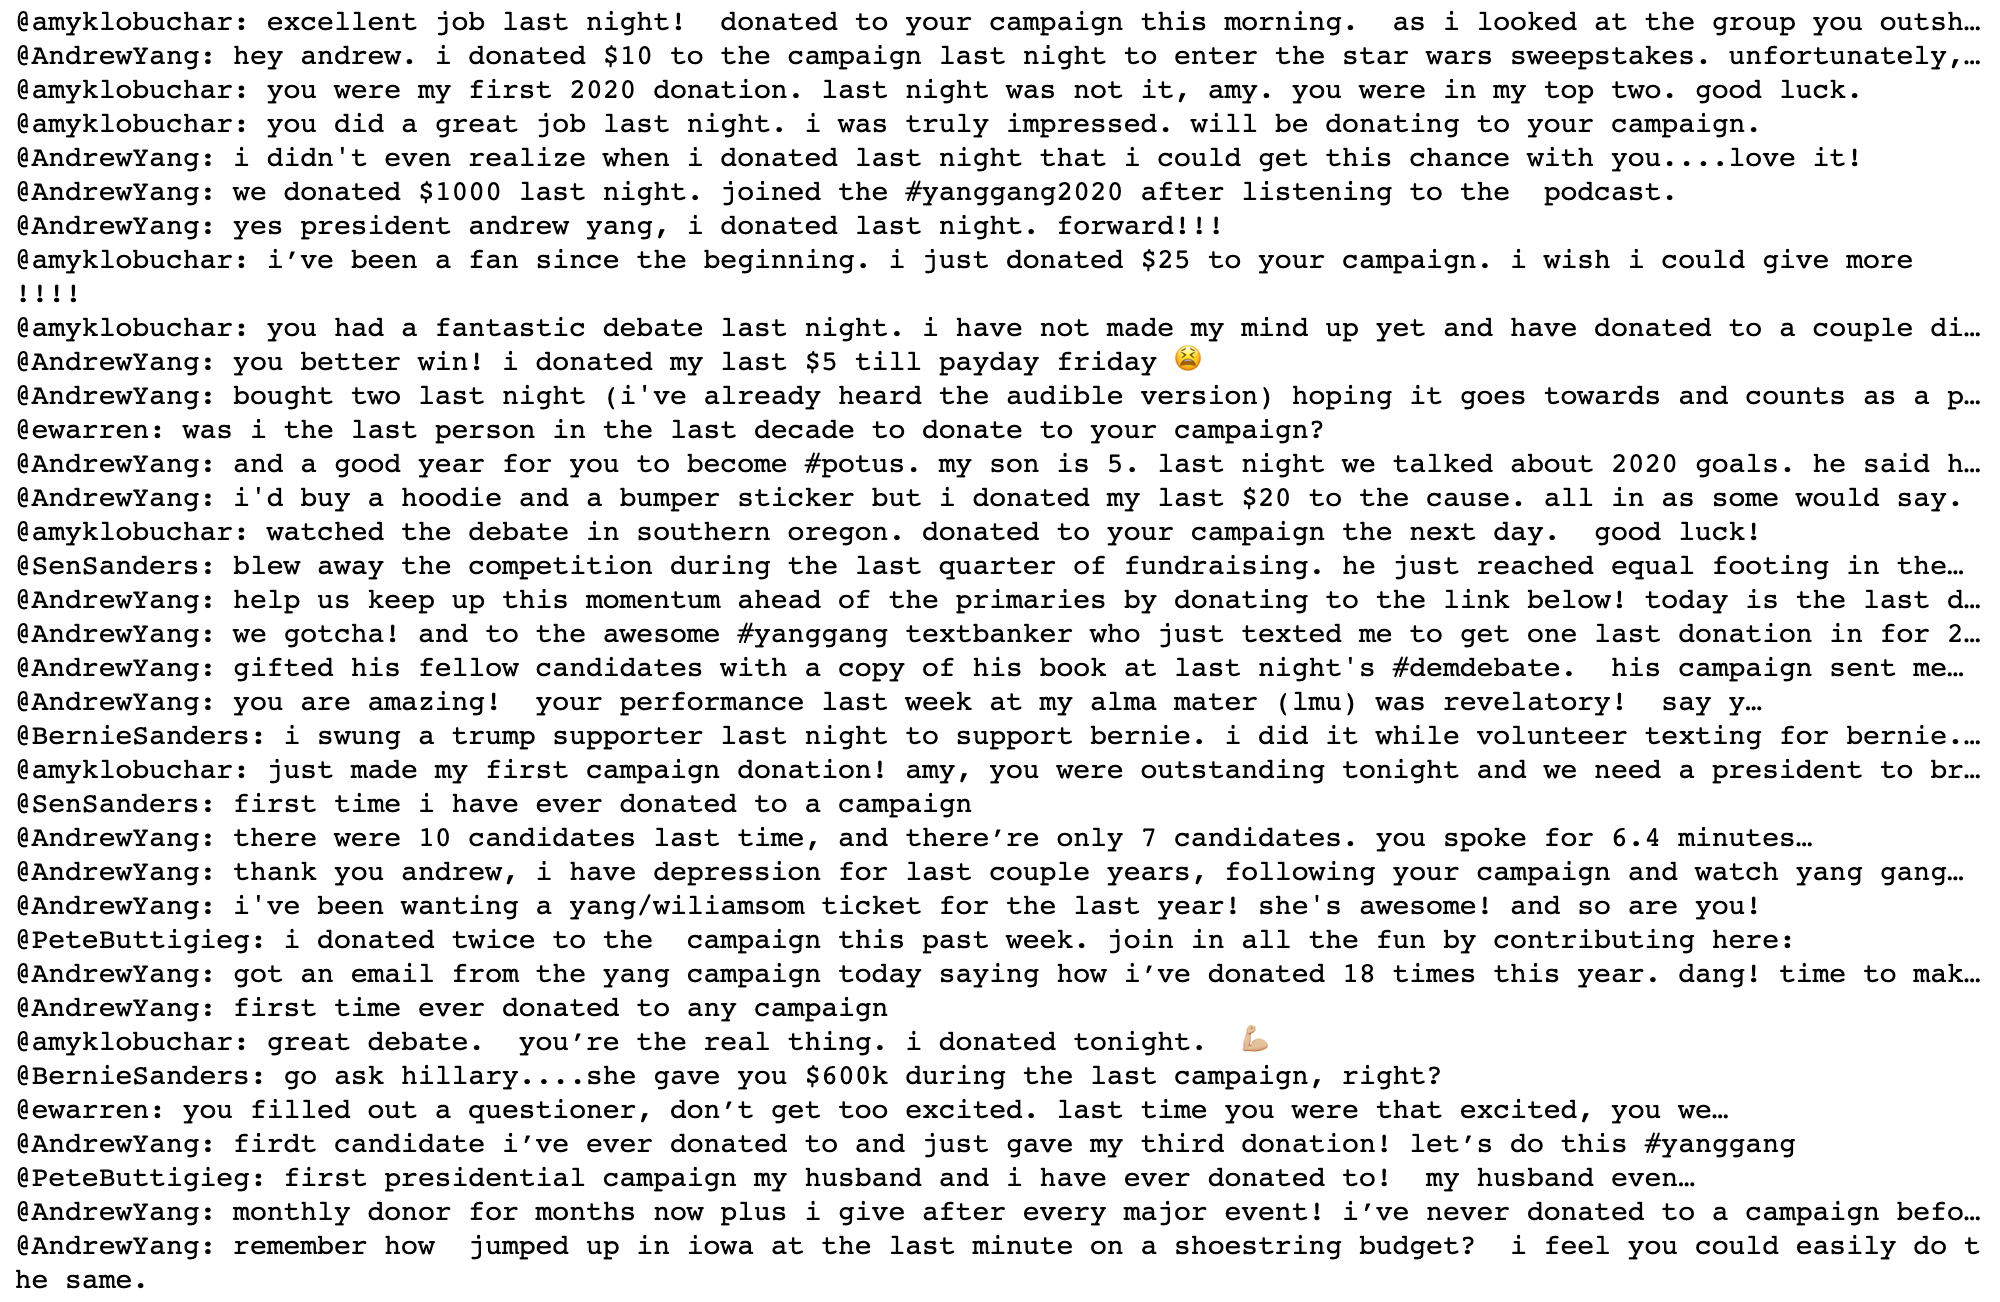 @amyklobuchar: excellent job last night!  donated to your campaign this morning.  as i looked at the group you outsh…
@AndrewYang: hey andrew. i donated $10 to the campaign last night to enter the star wars sweepstakes. unfortunately,…
@amyklobuchar: you were my first 2020 donation. last night was not it, amy. you were in my top two. good luck.
@amyklobuchar: you did a great job last night. i was truly impressed. will be donating to your campaign.
@AndrewYang: i didn't even realize when i donated last night that i could get this chance with you....love it!
@AndrewYang: we donated $1000 last night. joined the #yanggang2020 after listening to the  podcast.
@AndrewYang: yes president andrew yang, i donated last night. forward!!!
@amyklobuchar: i’ve been a fan since the beginning. i just donated $25 to your campaign. i wish i could give more
!!!!
@amyklobuchar: you had a fantastic debate last night. i have not made my mind up yet and have donated to a couple di…
@AndrewYang: you better win! i donated my last $5 till payday friday 😫
@AndrewYang: bought two last night (i've already heard the audible version) hoping it goes towards and counts as a p…
@ewarren: was i the last person in the last decade to donate to your campaign?
@AndrewYang: and a good year for you to become #potus. my son is 5. last night we talked about 2020 goals. he said h…
@AndrewYang: i'd buy a hoodie and a bumper sticker but i donated my last $20 to the cause. all in as some would say.
@amyklobuchar: watched the debate in southern oregon. donated to your campaign the next day.  good luck!
@SenSanders: blew away the competition during the last quarter of fundraising. he just reached equal footing in the…
@AndrewYang: help us keep up this momentum ahead of the primaries by donating to the link below! today is the last d…
@AndrewYang: we gotcha! and to the awesome #yanggang textbanker who just texted me to get one last donation in for 2…
@AndrewYang: gifted his fellow candidates with a copy of his book at last night's #demdebate.  his campaign sent me…
@AndrewYang: you are amazing!  your performance last week at my alma mater (lmu) was revelatory!  say y…
@BernieSanders: i swung a trump supporter last night to support bernie. i did it while volunteer texting for bernie.…
@amyklobuchar: just made my first campaign donation! amy, you were outstanding tonight and we need a president to br…
@SenSanders: first time i have ever donated to a campaign
@AndrewYang: there were 10 candidates last time, and there’re only 7 candidates. you spoke for 6.4 minutes…
@AndrewYang: thank you andrew, i have depression for last couple years, following your campaign and watch yang gang…
@AndrewYang: i've been wanting a yang/wiliamsom ticket for the last year! she's awesome! and so are you!
@PeteButtigieg: i donated twice to the  campaign this past week. join in all the fun by contributing here:
@AndrewYang: got an email from the yang campaign today saying how i’ve donated 18 times this year. dang! time to mak…
@AndrewYang: first time ever donated to any campaign
@amyklobuchar: great debate.  you’re the real thing. i donated tonight.  💪🏼
@BernieSanders: go ask hillary....she gave you $600k during the last campaign, right?
@ewarren: you filled out a questioner, don’t get too excited. last time you were that excited, you we…
@AndrewYang: firdt candidate i’ve ever donated to and just gave my third donation! let’s do this #yanggang
@PeteButtigieg: first presidential campaign my husband and i have ever donated to!  my husband even…
@AndrewYang: monthly donor for months now plus i give after every major event! i’ve never donated to a campaign befo…
@AndrewYang: remember how  jumped up in iowa at the last minute on a shoestring budget?  i feel you could easily do t
he same.